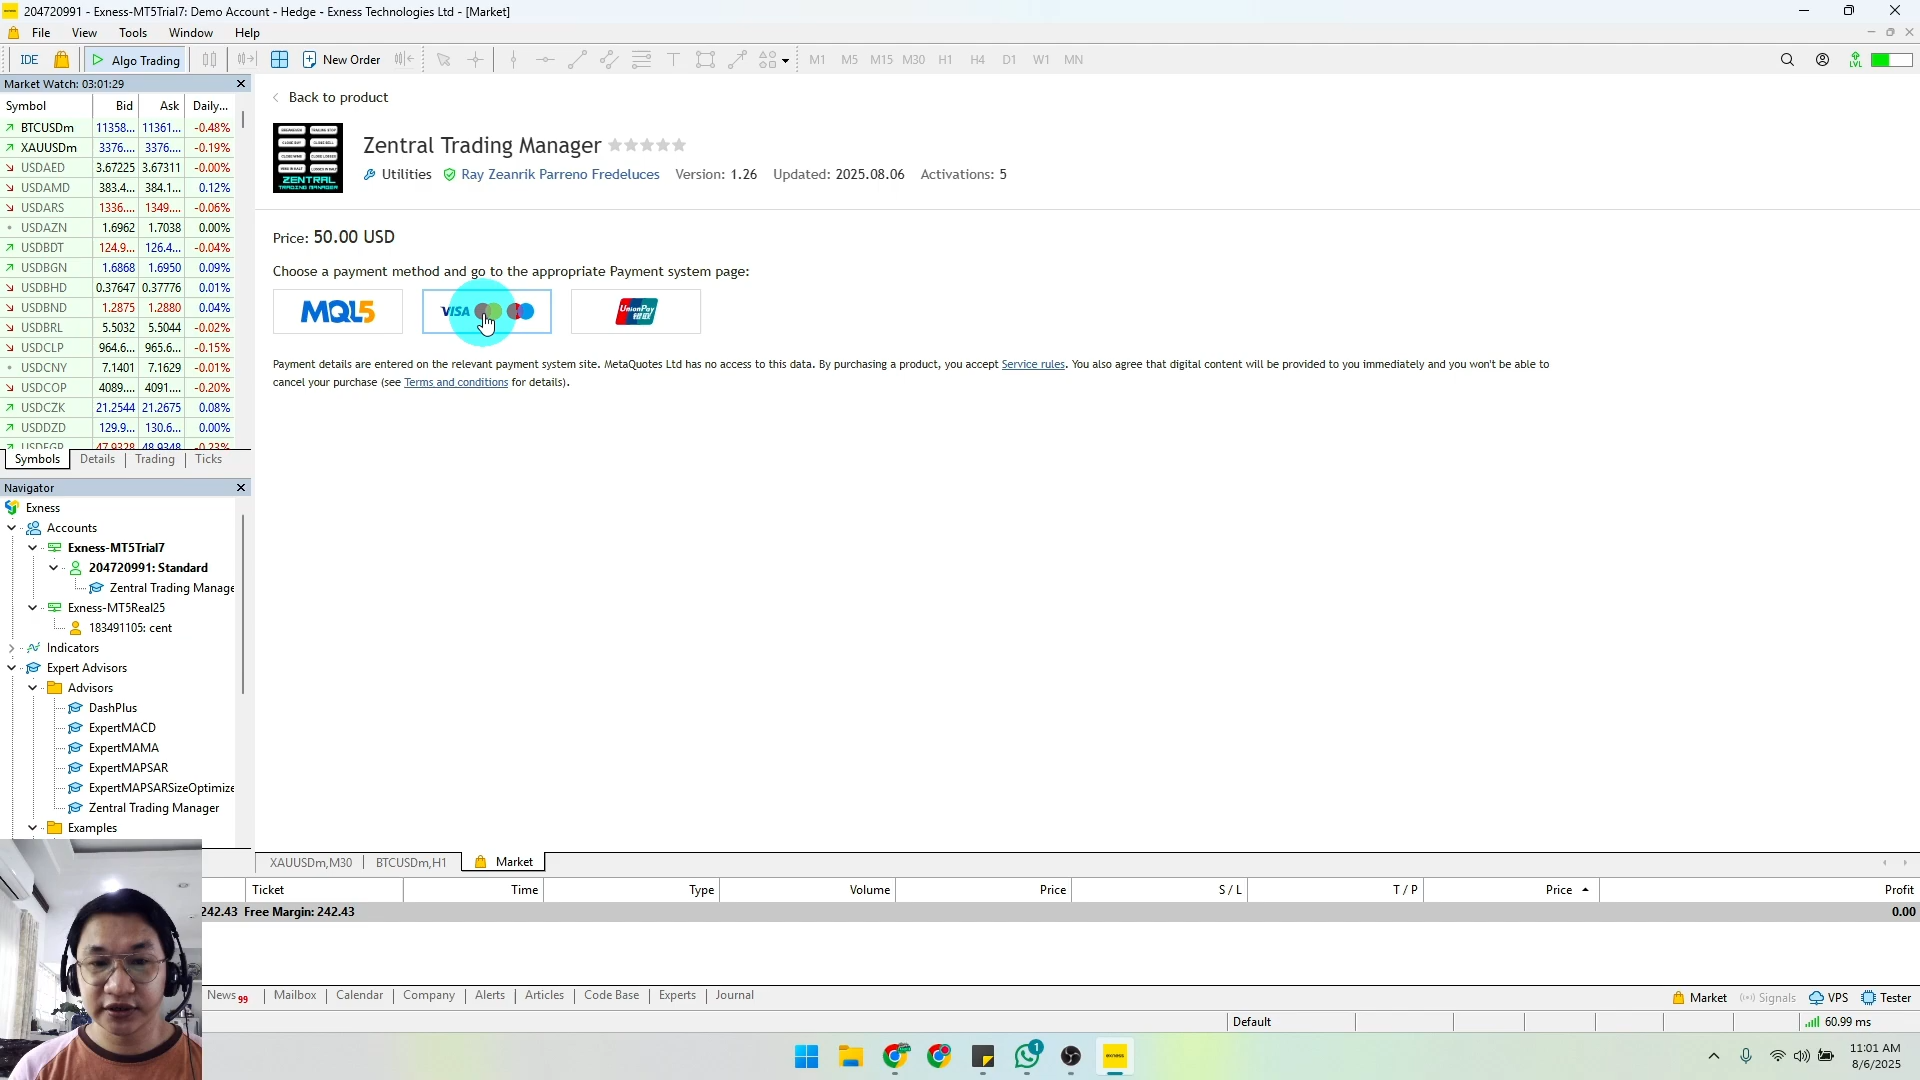 204720991 - Exness-MT5Trial7: Demo Account - Hedge - Exness Technologies Ltd - [Market]
File View Tools Window Help
IDE Algo Trading New Order M1 M5 M15 M30 H1 H4 D1 W1 MN
Market Watch: 03:01:29
Symbol Bid Ask Daily...
BTCUSDm 11358... 11361... -0.48%
XAUUSDm 3376.... 3376.... -0.19%
USDAED 3.67225 3.67311 -0.00%
USDAMD 383.4... 384.1... 0.12%
USDARS 1336.... 1349.... -0.06%
USDAZN 1.6962 1.7038 0.00%
USDBDT 124.9... 126.4... -0.04%
USDBGN 1.6868 1.6950 0.09%
USDBHD 0.37647 0.37776 0.01%
USDBND 1.2875 1.2880 0.04%
USDBRL 5.5032 5.5044 -0.02%
USDCLP 964.6... 965.6... -0.15%
USDCNY 7.1401 7.1629 -0.01%
USDCOP 4089.... 4091.... -0.20%
USDCZK 21.2544 21.2675 0.08%
USDDZD 129.9... 130.6... 0.00%
USDEGP 47.9328 48.9348 -0.23%
Symbols Details Trading Ticks
Navigator
Exness
Accounts
Exness-MT5Trial7
204720991: Standard
Zentral Trading Manage
Exness-MT5Real25
183491105: cent
Indicators
Expert Advisors
Advisors
DashPlus
ExpertMACD
ExpertMAMA
ExpertMAPSAR
ExpertMAPSARSizeOptimize
Zentral Trading Manager
Examples
Back to product
ZENTRAL
TRADING MANAGER
Zentral Trading Manager
Utilities Ray Zeanrik Parreno Fredeluces Version: 1.26 Updated: 2025.08.06 Activations: 5
Price: 50.00 USD
Choose a payment method and go to the appropriate Payment system page:
MQL5 VISA UnionPay 银联
Payment details are entered on the relevant payment system site. MetaQuotes Ltd has no access to this data. By purchasing a product, you accept Service rules. You also agree that digital content will be provided to you immediately and you won't be able to
cancel your purchase (see Terms and conditions for details).
XAUUSDm,M30 BTCUSDm,H1 Market
Ticket Time Type Volume Price S / L T / P Price Profit
242.43 Free Margin: 242.43 0.00
News 99 Mailbox Calendar Company Alerts Articles Code Base Experts Journal
Market Signals VPS Tester
Default 60.99 ms
11:01 AM
8/6/2025